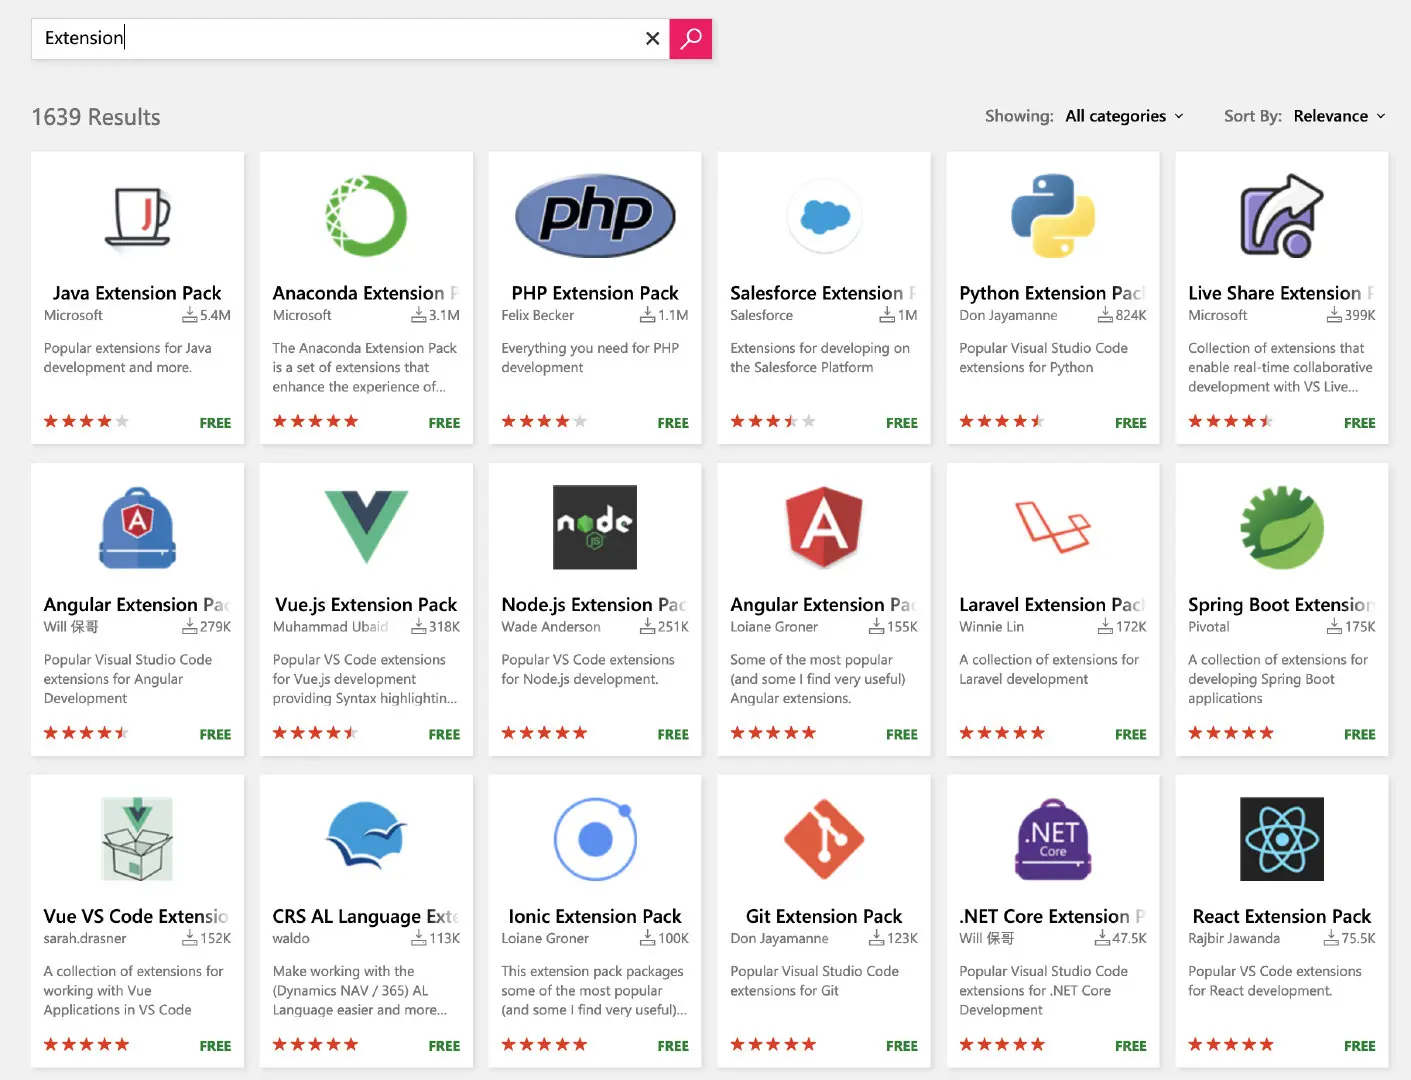 Extension
1639 Results
Showing: All categories
Sort By: Relevance
J
Java Extension Pack
Microsoft 5.4M
Popular extensions for Java
development and more.
FREE
Anaconda Extension P
Microsoft 3.1M
The Anaconda Extension Pack
is a set of extensions that
enhance the experience of...
FREE
php
PHP Extension Pack
Felix Becker 1.1M
Everything you need for PHP
development
FREE
Salesforce Extension P
Salesforce 1M
Extensions for developing on
the Salesforce Platform
FREE
Python Extension Pac
Don Jayamanne 824K
Popular Visual Studio Code
extensions for Python
FREE
Live Share Extension P
Microsoft 399K
Collection of extensions that
enable real-time collaborative
development with VS Live...
FREE
A
Angular Extension Pac
Will 保哥 279K
Popular Visual Studio Code
extensions for Angular
Development
FREE
Vue.js Extension Pack
Muhammad Ubaid 318K
Popular VS Code extensions
for Vue.js development
providing Syntax highlightin...
FREE
node
JS
Node.js Extension Pac
Wade Anderson 251K
Popular VS Code extensions
for Node.js development.
FREE
A
Angular Extension Pac
Loiane Groner 155K
Some of the most popular
(and some I find very useful)
Angular extensions.
FREE
Laravel Extension Pac
Winnie Lin 172K
A collection of extensions for
Laravel development
FREE
Spring Boot Extension
Pivotal 175K
A collection of extensions for
developing Spring Boot
applications
FREE
Vue VS Code Extensio
sarah.drasner 152K
A collection of extensions for
working with Vue
Applications in VS Code
FREE
CRS AL Language Exte
waldo 113K
Make working with the
(Dynamics NAV / 365) AL
Language easier and more...
FREE
Ionic Extension Pack
Loiane Groner 100K
This extension pack packages
some of the most popular
(and some I find very useful)...
FREE
Git Extension Pack
Don Jayamanne 123K
Popular Visual Studio Code
extensions for Git
FREE
.NET
Core
.NET Core Extension P
Will 保哥 47.5K
Popular Visual Studio Code
extensions for .NET Core
Development
FREE
React Extension Pack
Rajbir Jawanda 75.5K
Popular VS Code extensions
for React development.
FREE